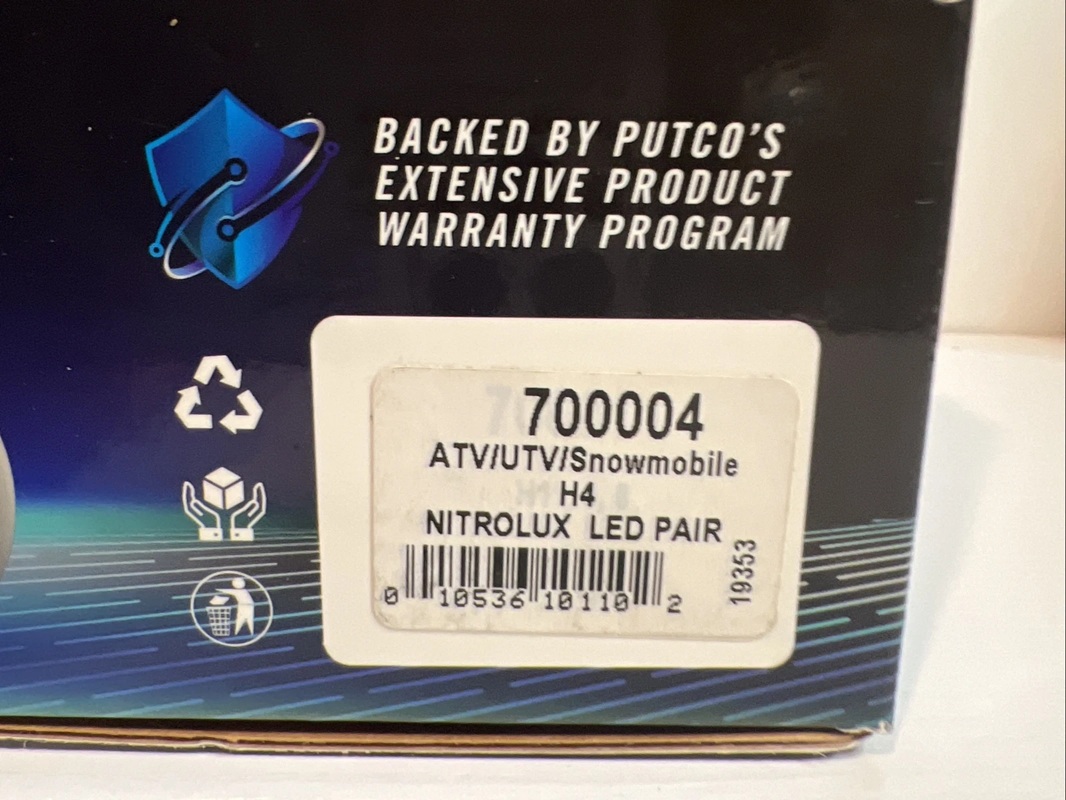 BACKED BY PUTCO'S
EXTENSIVE PRODUCT
WARRANTY PROGRAM
700004
ATV/UTV/Snowmobile
H4
NITROLUX LED PAIR
19353
0 10536 10110 2